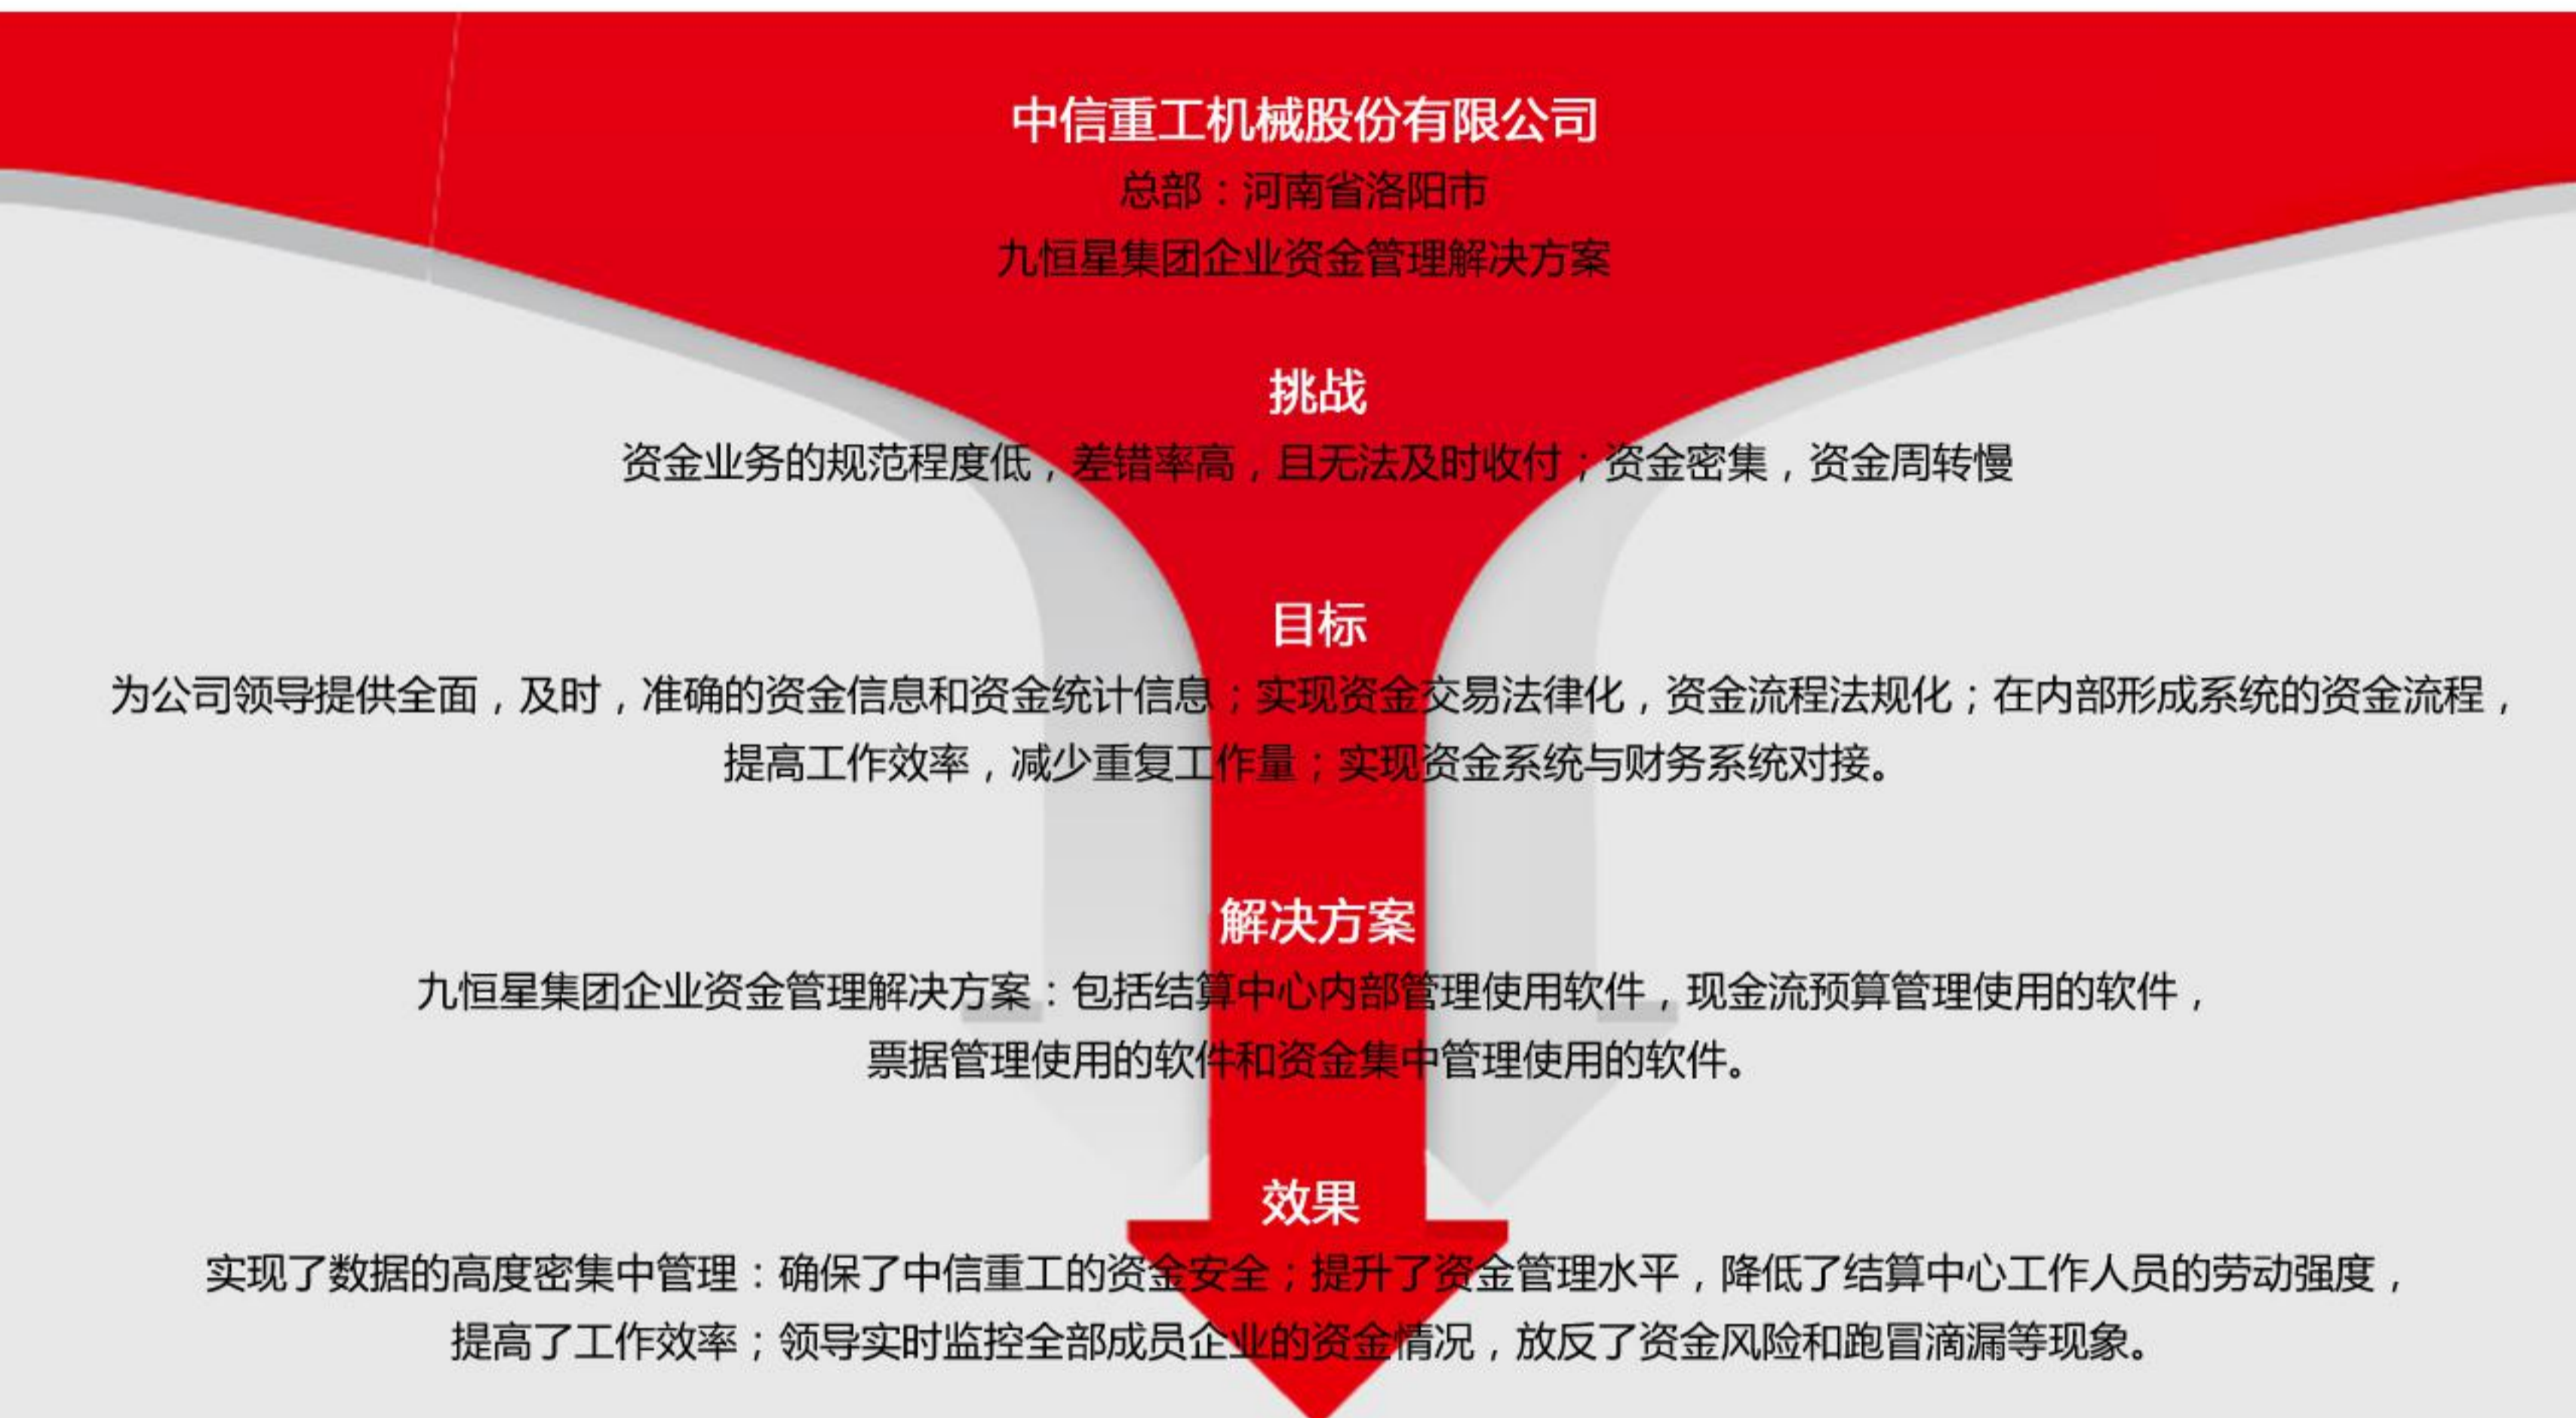 中信重工机械股份有限公司
总部：河南省洛阳市
九恒星集团企业资金管理解决方案
挑战
资金业务的规范程度低，差错率高，且无法及时收付；资金密集，资金周转慢
目标
为公司领导提供全面，及时，准确的资金信息和资金统计信息；实现资金交易法律化，资金流程法规化；在内部形成系统的资金流程，
提高工作效率，减少重复工作量；实现资金系统与财务系统对接。
解决方案
九恒星集团企业资金管理解决方案：包括结算中心内部管理使用软件，现金流预算管理使用的软件，
票据管理使用的软件和资金集中管理使用的软件。
效果
实现了数据的高度密集中管理：确保了中信重工的资金安全；提升了资金管理水平，降低了结算中心工作人员的劳动强度，
提高了工作效率；领导实时监控全部成员企业的资金情况，放反了资金风险和跑冒滴漏等现象。